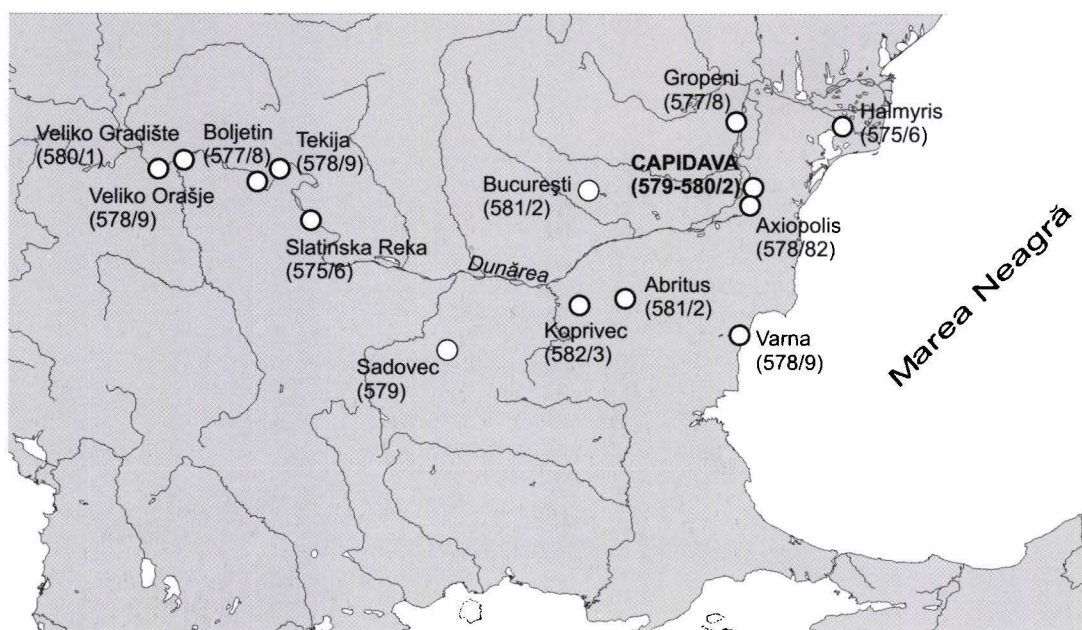 Gropeni
(577/8)
Halmyris
(575/6)
Veliko Gradište
(580/1)
Boljetin
(577/8)
Tekija
(578/9)
CAPIDAVA
(579-580/2)
Veliko Orašje
(578/9)
Bucureşti
(581/2)
Axiopolis
(578/82)
Slatinska Reka
(575/6)
Dunărea
Abritus
(581/2)
Koprivec
(582/3)
Varna
(578/9)
Sadovec
(579)
Marea Neagră